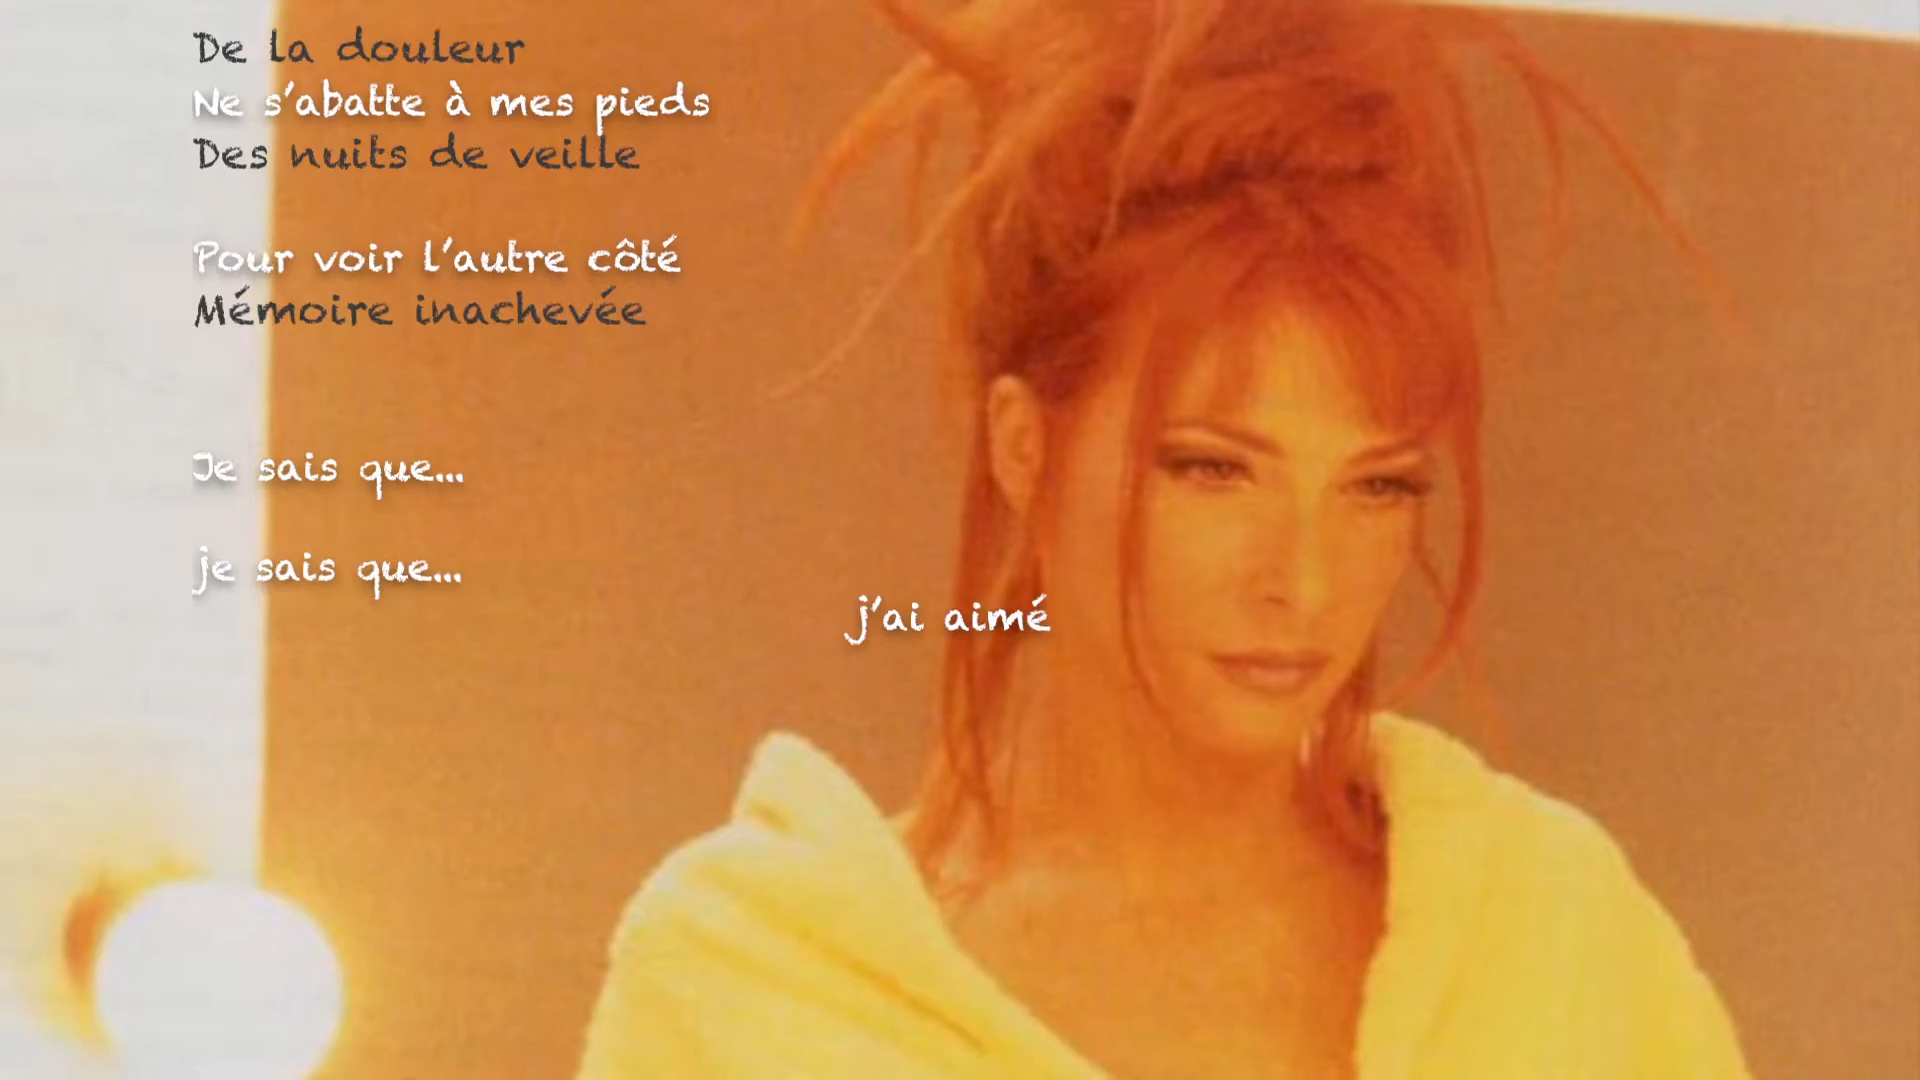 De la douleur
Ne s'abatte à mes pieds
Des nuits de veille
Pour voir l'autre côté
Mémoire inachevée
Je sais que...
je sais que...
j'ai aimé